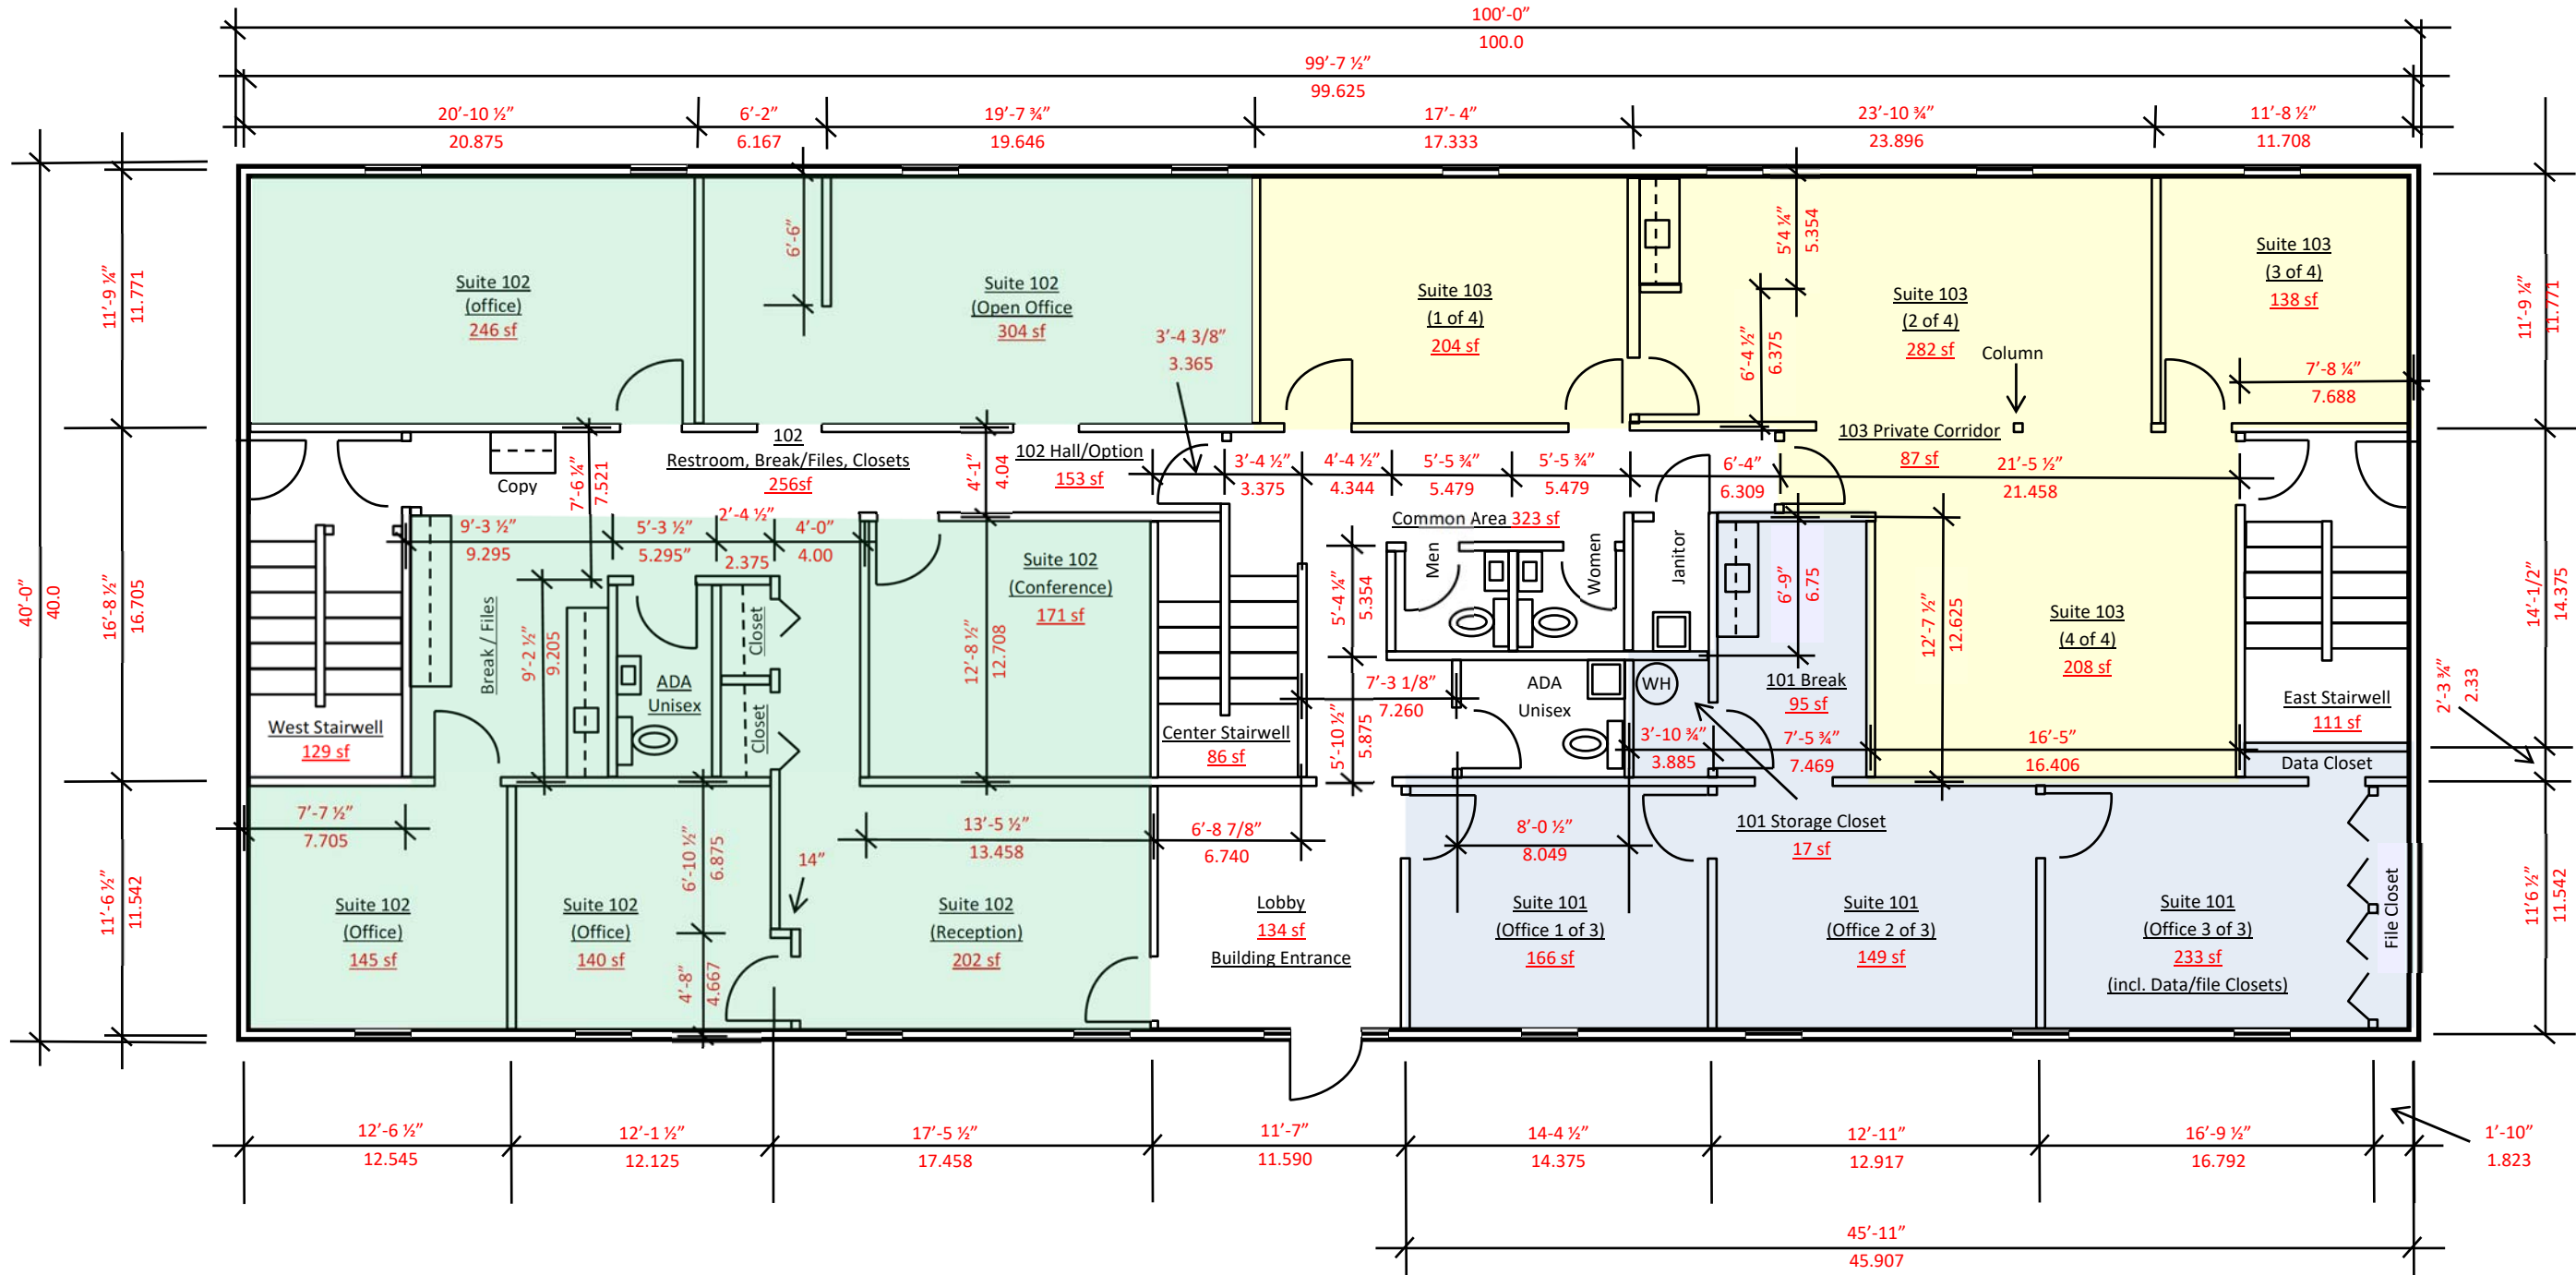 100’-0”
100.0
99’-7 ½”
99.625
20’-10 ½”
20.875
6’-2”
6.167
19’-7 ¾”
19.646
17’- 4”
17.333
23’-10 ¾”
23.896
11’-8 ½”
11.708
40’-0”
40.0
11’-9 ¼”
11.771
16’-8 ½”
16.705
11’-6 ½”
11.542
Suite 102
(office)
246 sf
6’-6”
Suite 102
(Open Office
304 sf
3’-4 3/8”
3.365
Suite 103
(1 of 4)
204 sf
5’4 ¼”
5.354
6’-4 ½”
6.375
Suite 103
(2 of 4)
282 sf
Column
Suite 103
(3 of 4)
138 sf
7’-8 ¼”
7.688
11’-9 ¼”
11.771
14’-1/2”
14.375
2’-3 ¾”
2.33
11’6 ½”
11.542
Copy
7’-6 ¼”
7.521
102
Restroom, Break/Files, Closets
256sf
4’-1”
4.04
102 Hall/Option
153 sf
3’-4 ½”
3.375
4’-4 ½”
4.344
5’-5 ¾”
5.479
5’-5 ¾”
5.479
6’-4”
6.309
103 Private Corridor
87 sf
21’-5 ½”
21.458
Common Area 323 sf
9’-3 ½”
9.295
5’-3 ½”
5.295”
2’-4 ½”
2.375
4’-0”
4.00
Break / Files
9’-2 ½”
9.205
ADA
Unisex
Closet
Closet
Suite 102
(Conference)
171 sf
12’-8 ½”
12.708
Men
Women
Janitor
5’-4 ¼”
5.354
5’-10 ½”
5.875
6’-9”
6.75
12’-7 ½”
12.625
Suite 103
(4 of 4)
208 sf
West Stairwell
129 sf
Center Stairwell
86 sf
7’-3 1/8”
7.260
ADA
Unisex
WH
101 Break
95 sf
3’-10 ¾”
3.885
7’-5 ¾”
7.469
16’-5”
16.406
East Stairwell
111 sf
Data Closet
7’-7 ½”
7.705
6’-10 ½”
6.875
14”
13’-5 ½”
13.458
6’-8 7/8”
6.740
8’-0 ½”
8.049
101 Storage Closet
17 sf
Suite 102
(Office)
145 sf
Suite 102
(Office)
140 sf
4’-8”
4.667
Suite 102
(Reception)
202 sf
Lobby
134 sf
Building Entrance
Suite 101
(Office 1 of 3)
166 sf
Suite 101
(Office 2 of 3)
149 sf
Suite 101
(Office 3 of 3)
233 sf
(incl. Data/file Closets)
File Closet
12’-6 ½”
12.545
12’-1 ½”
12.125
17’-5 ½”
17.458
11’-7”
11.590
14-4 ½”
14.375
12’-11”
12.917
16’-9 ½”
16.792
1’-10”
1.823
45’-11”
45.907